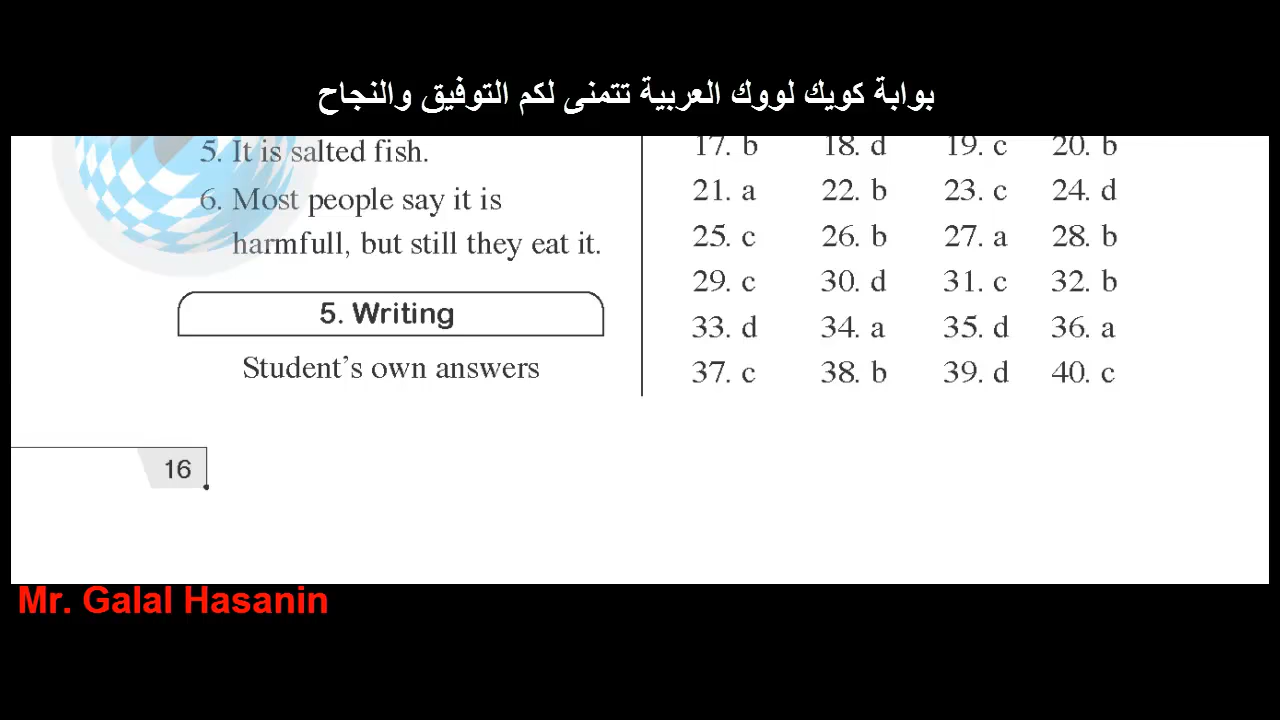 بوابة كويك لووك العربية تتمنى لكم التوفيق والنجاح
5. It is salted fish.
6. Most people say it is
harmfull, but still they eat it.
5. Writing
Student’s own answers
16
17. b 18. d 19. c 20. b
21. a 22. b 23. c 24. d
25. c 26. b 27. a 28. b
29. c 30. d 31. c 32. b
33. d 34. a 35. d 36. a
37. c 38. b 39. d 40. c
Mr. Galal Hasanin